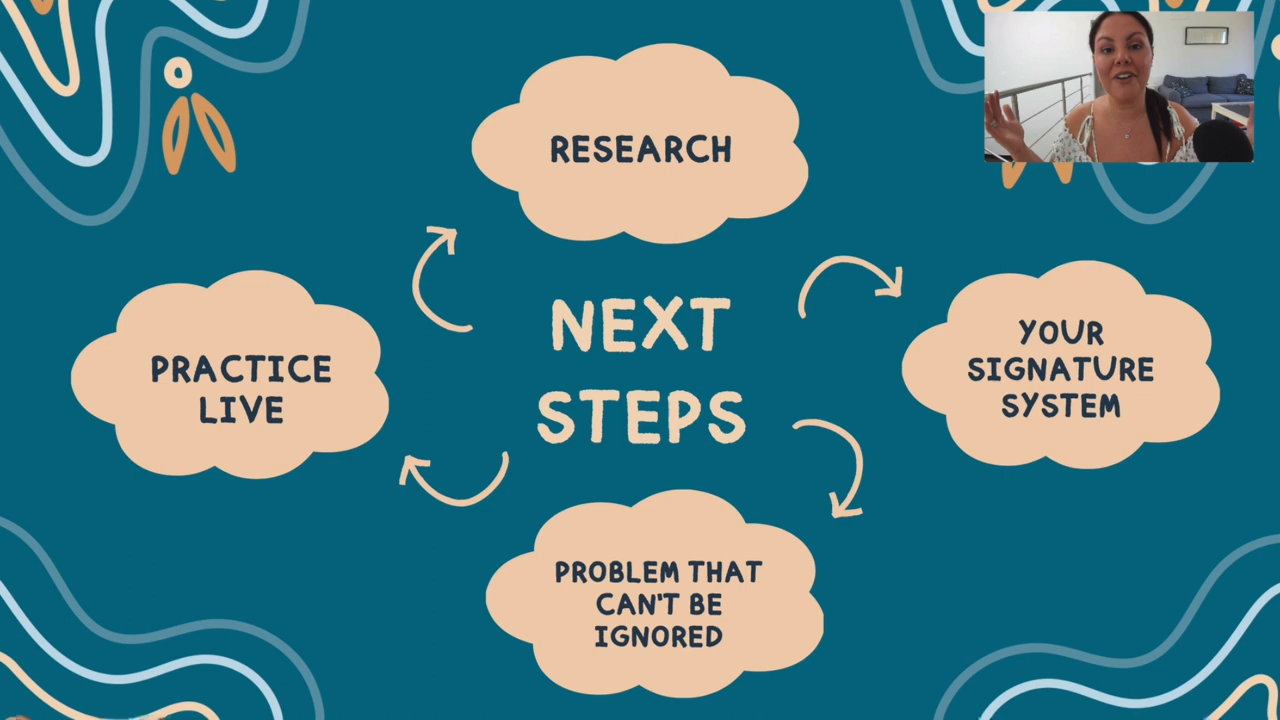 RESEARCH
NEXT
STEPS
YOUR
SIGNATURE
SYSTEM
PROBLEM THAT
CAN'T BE
IGNORED
PRACTICE
LIVE